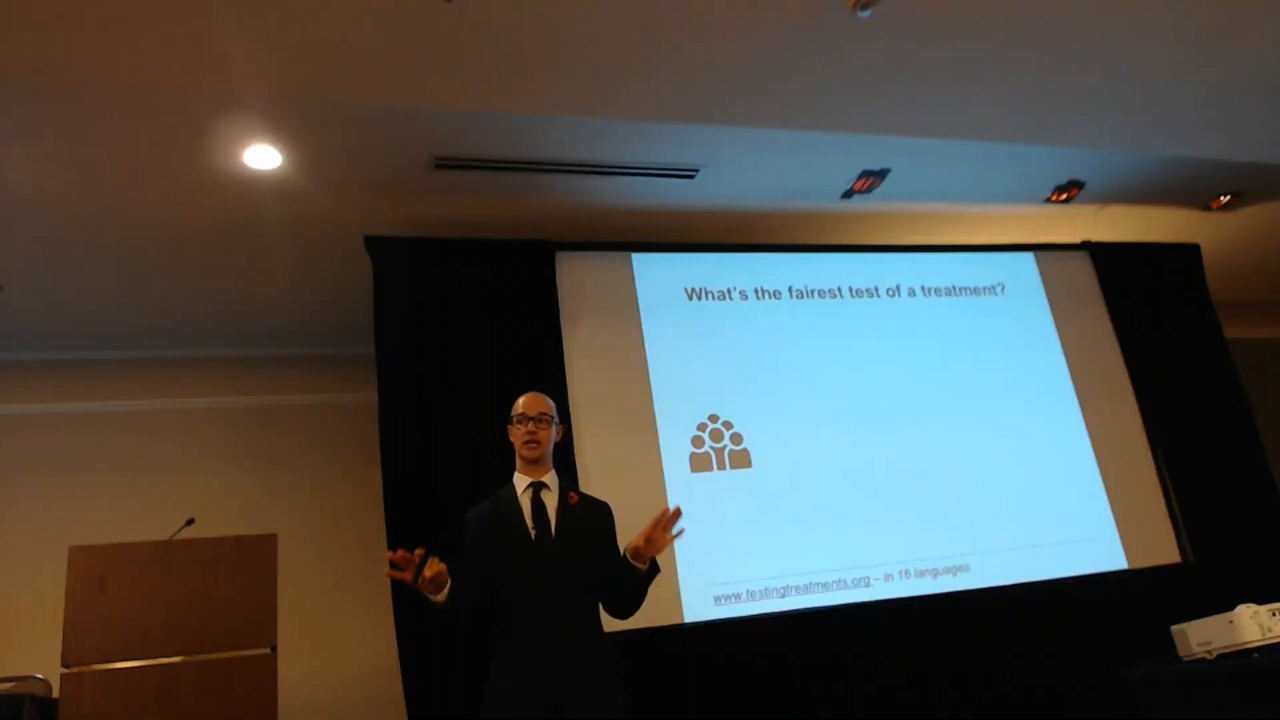 What's the fairest test of a treatment?
www.testingtreatments.org – in 16 languages